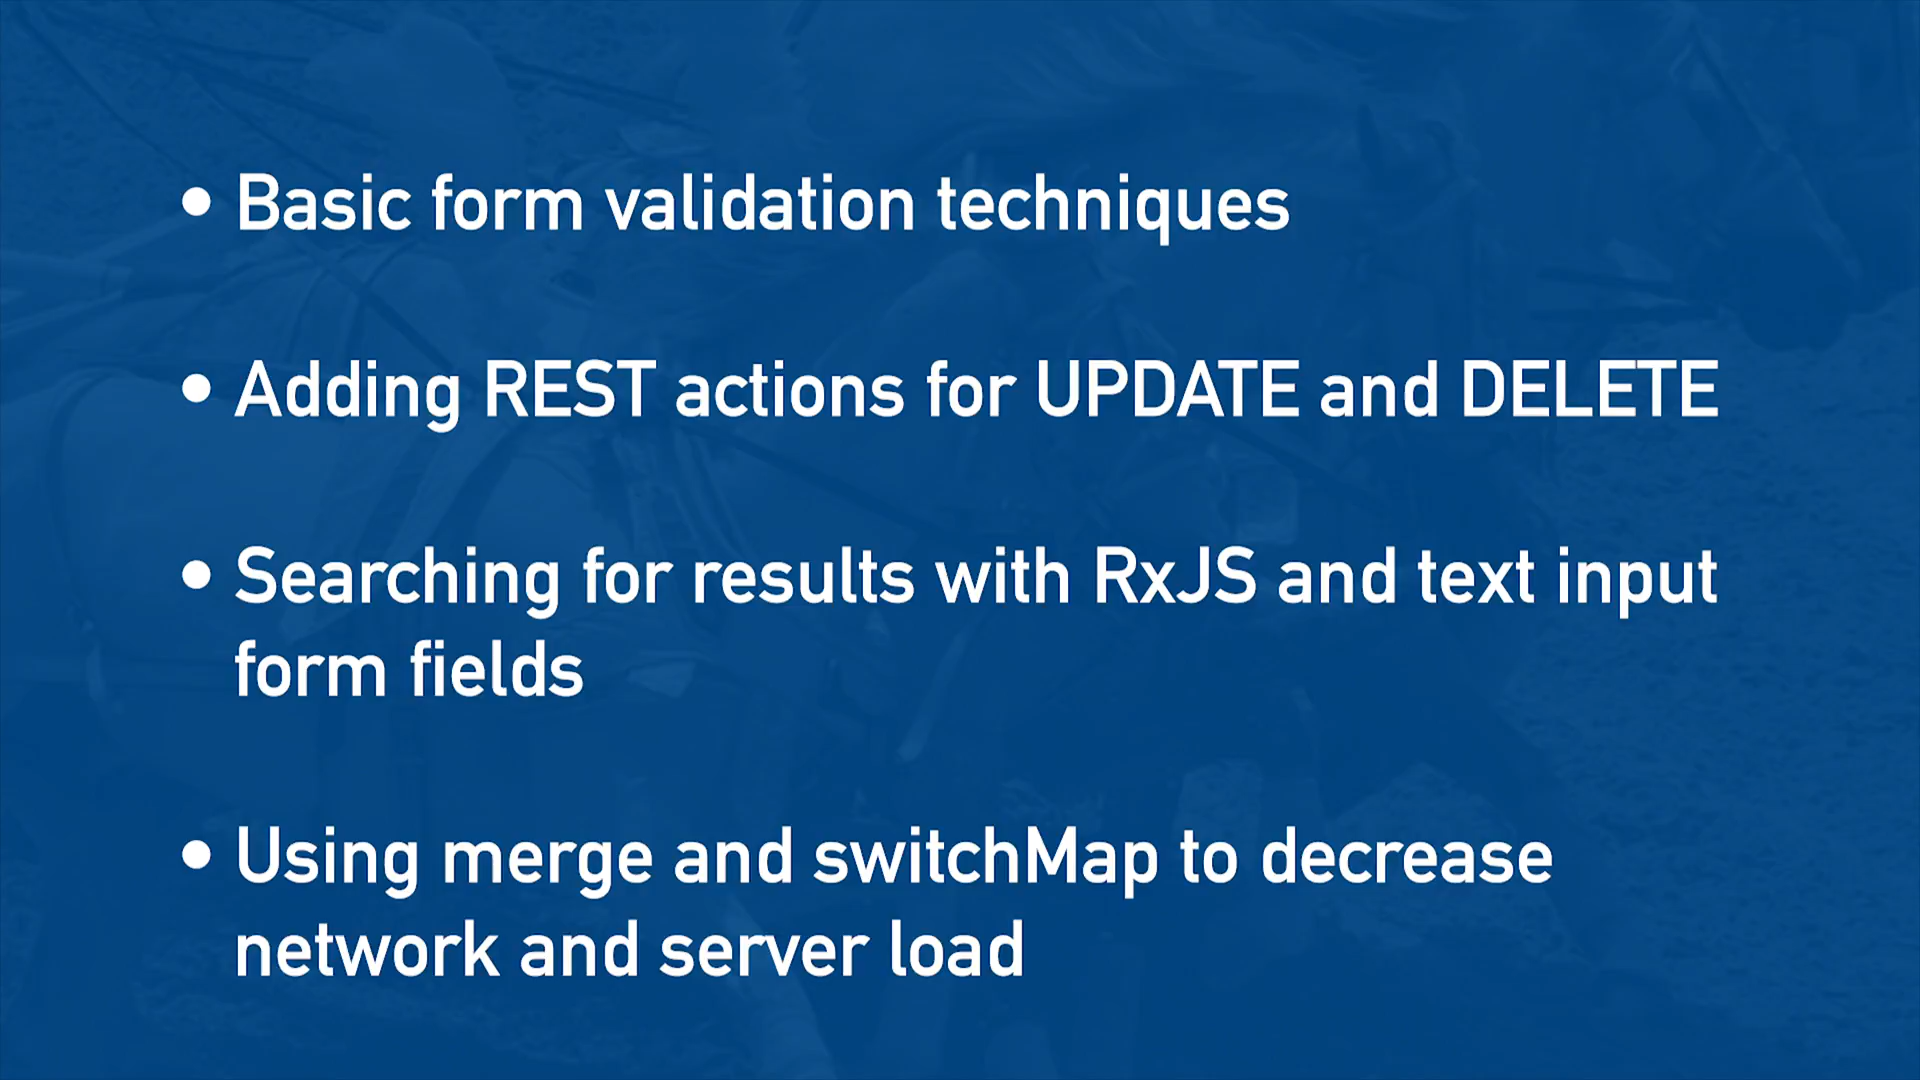 • Basic form validation techniques
• Adding REST actions for UPDATE and DELETE
• Searching for results with RxJS and text input
form fields
• Using merge and switchMap to decrease
network and server load